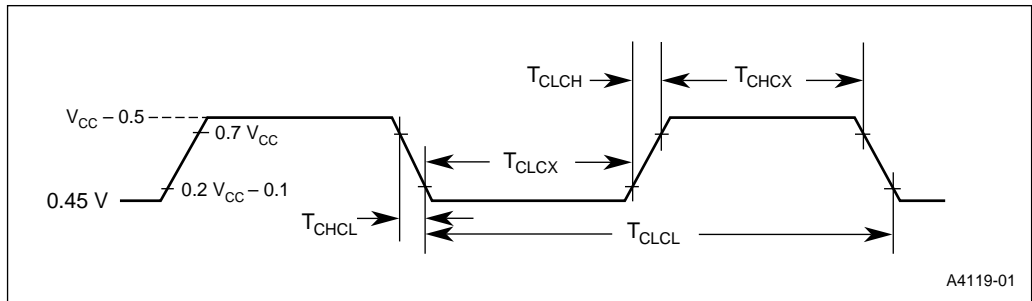 T_CLCH
T_CHCX
V_CC – 0.5
0.7 V_CC
T_CLCX
0.2 V_CC – 0.1
0.45 V
T_CHCL
T_CLCL
A4119-01